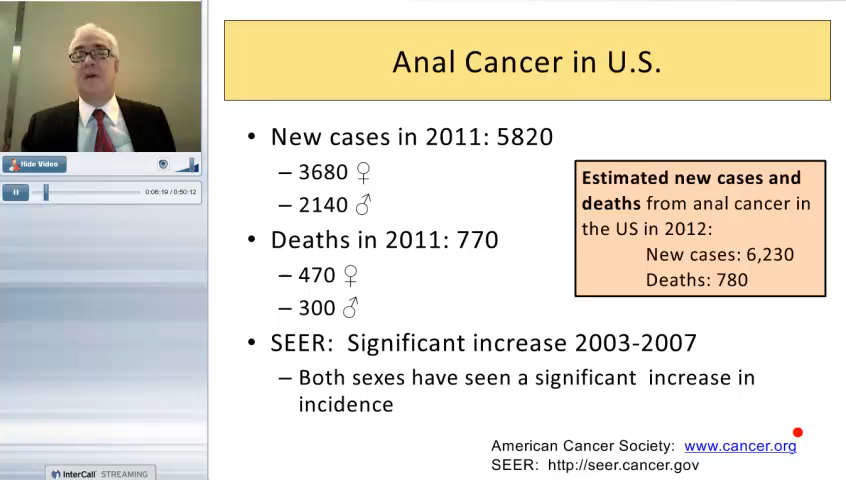 Anal Cancer in U.S.
• New cases in 2011: 5820
– 3680 ♀
– 2140 ♂
• Deaths in 2011: 770
– 470 ♀
– 300 ♂
• SEER: Significant increase 2003-2007
– Both sexes have seen a significant increase in
incidence
Estimated new cases and
deaths from anal cancer in
the US in 2012:
New cases: 6,230
Deaths: 780
American Cancer Society: www.cancer.org
SEER: http://seer.cancer.gov
Hide Video
0:06:19 / 0:50:12
InterCall STREAMING